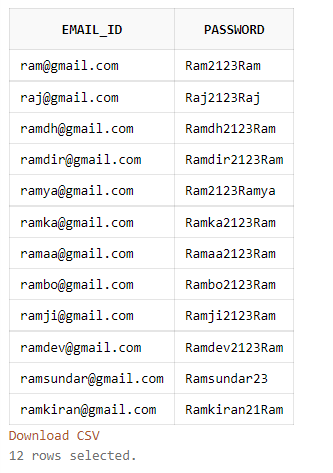 EMAIL_ID PASSWORD
ram@gmail.com Ram2123Ram
raj@gmail.com Raj2123Raj
ramdh@gmail.com Ramdh2123Ram
ramdir@gmail.com Ramdir2123Ram
ramya@gmail.com Ram2123Ramya
ramka@gmail.com Ramka2123Ram
ramaa@gmail.com Ramaa2123Ram
rambo@gmail.com Rambo2123Ram
ramji@gmail.com Ramji2123Ram
ramdev@gmail.com Ramdev2123Ram
ramsundar@gmail.com Ramsundar23
ramkiran@gmail.com Ramkiran21Ram
Download CSV
12 rows selected.